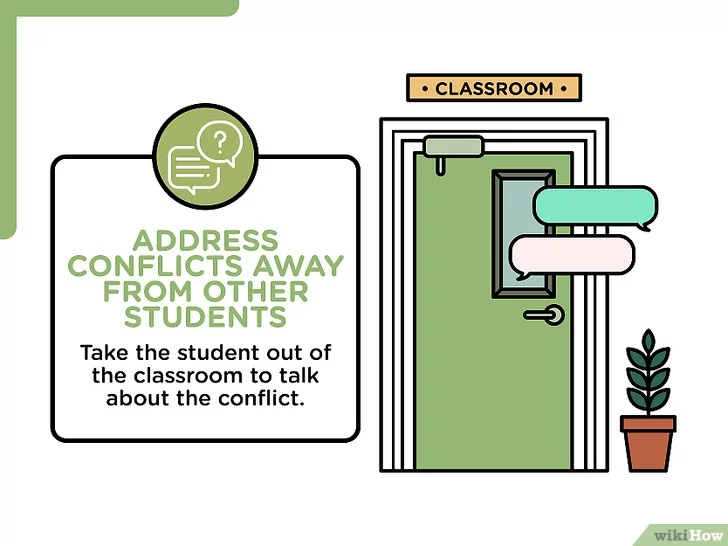 • CLASSROOM •
ADDRESS
CONFLICTS AWAY
FROM OTHER
STUDENTS
Take the student out of
the classroom to talk
about the conflict.
?
wikiHow